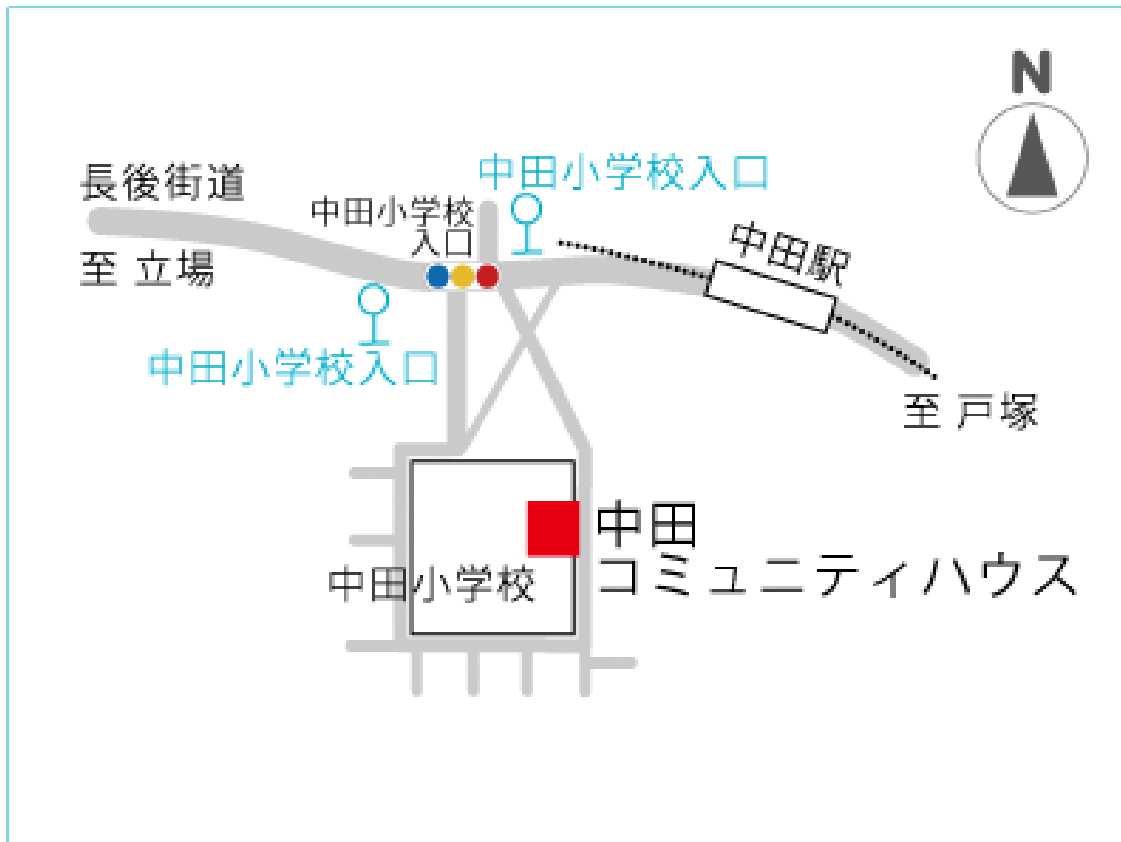 N
中田小学校入口
長後街道
中田小学校
入口
中田駅
至 立場
中田小学校入口
至 戸塚
中田
コミュニティハウス
中田小学校